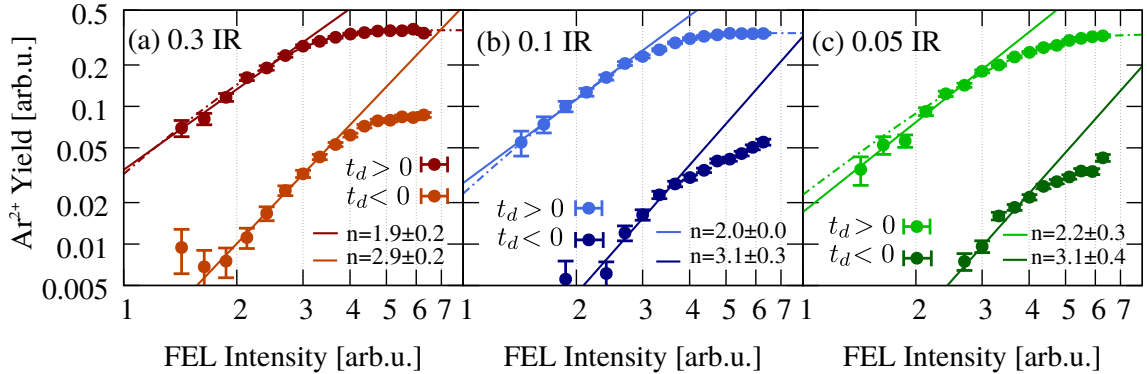 Ar²⁺ Yield [arb.u.]
0.5
0.2
0.1
0.05
0.02
0.01
0.005
(a) 0.3 IR
t_d > 0
t_d < 0
n=1.9±0.2
n=2.9±0.2
1 2 3 4 5 6 7
FEL Intensity [arb.u.]
(b) 0.1 IR
t_d > 0
t_d < 0
n=2.0±0.0
n=3.1±0.3
1 2 3 4 5 6 7
FEL Intensity [arb.u.]
(c) 0.05 IR
t_d > 0
t_d < 0
n=2.2±0.3
n=3.1±0.4
1 2 3 4 5 6 7
FEL Intensity [arb.u.]